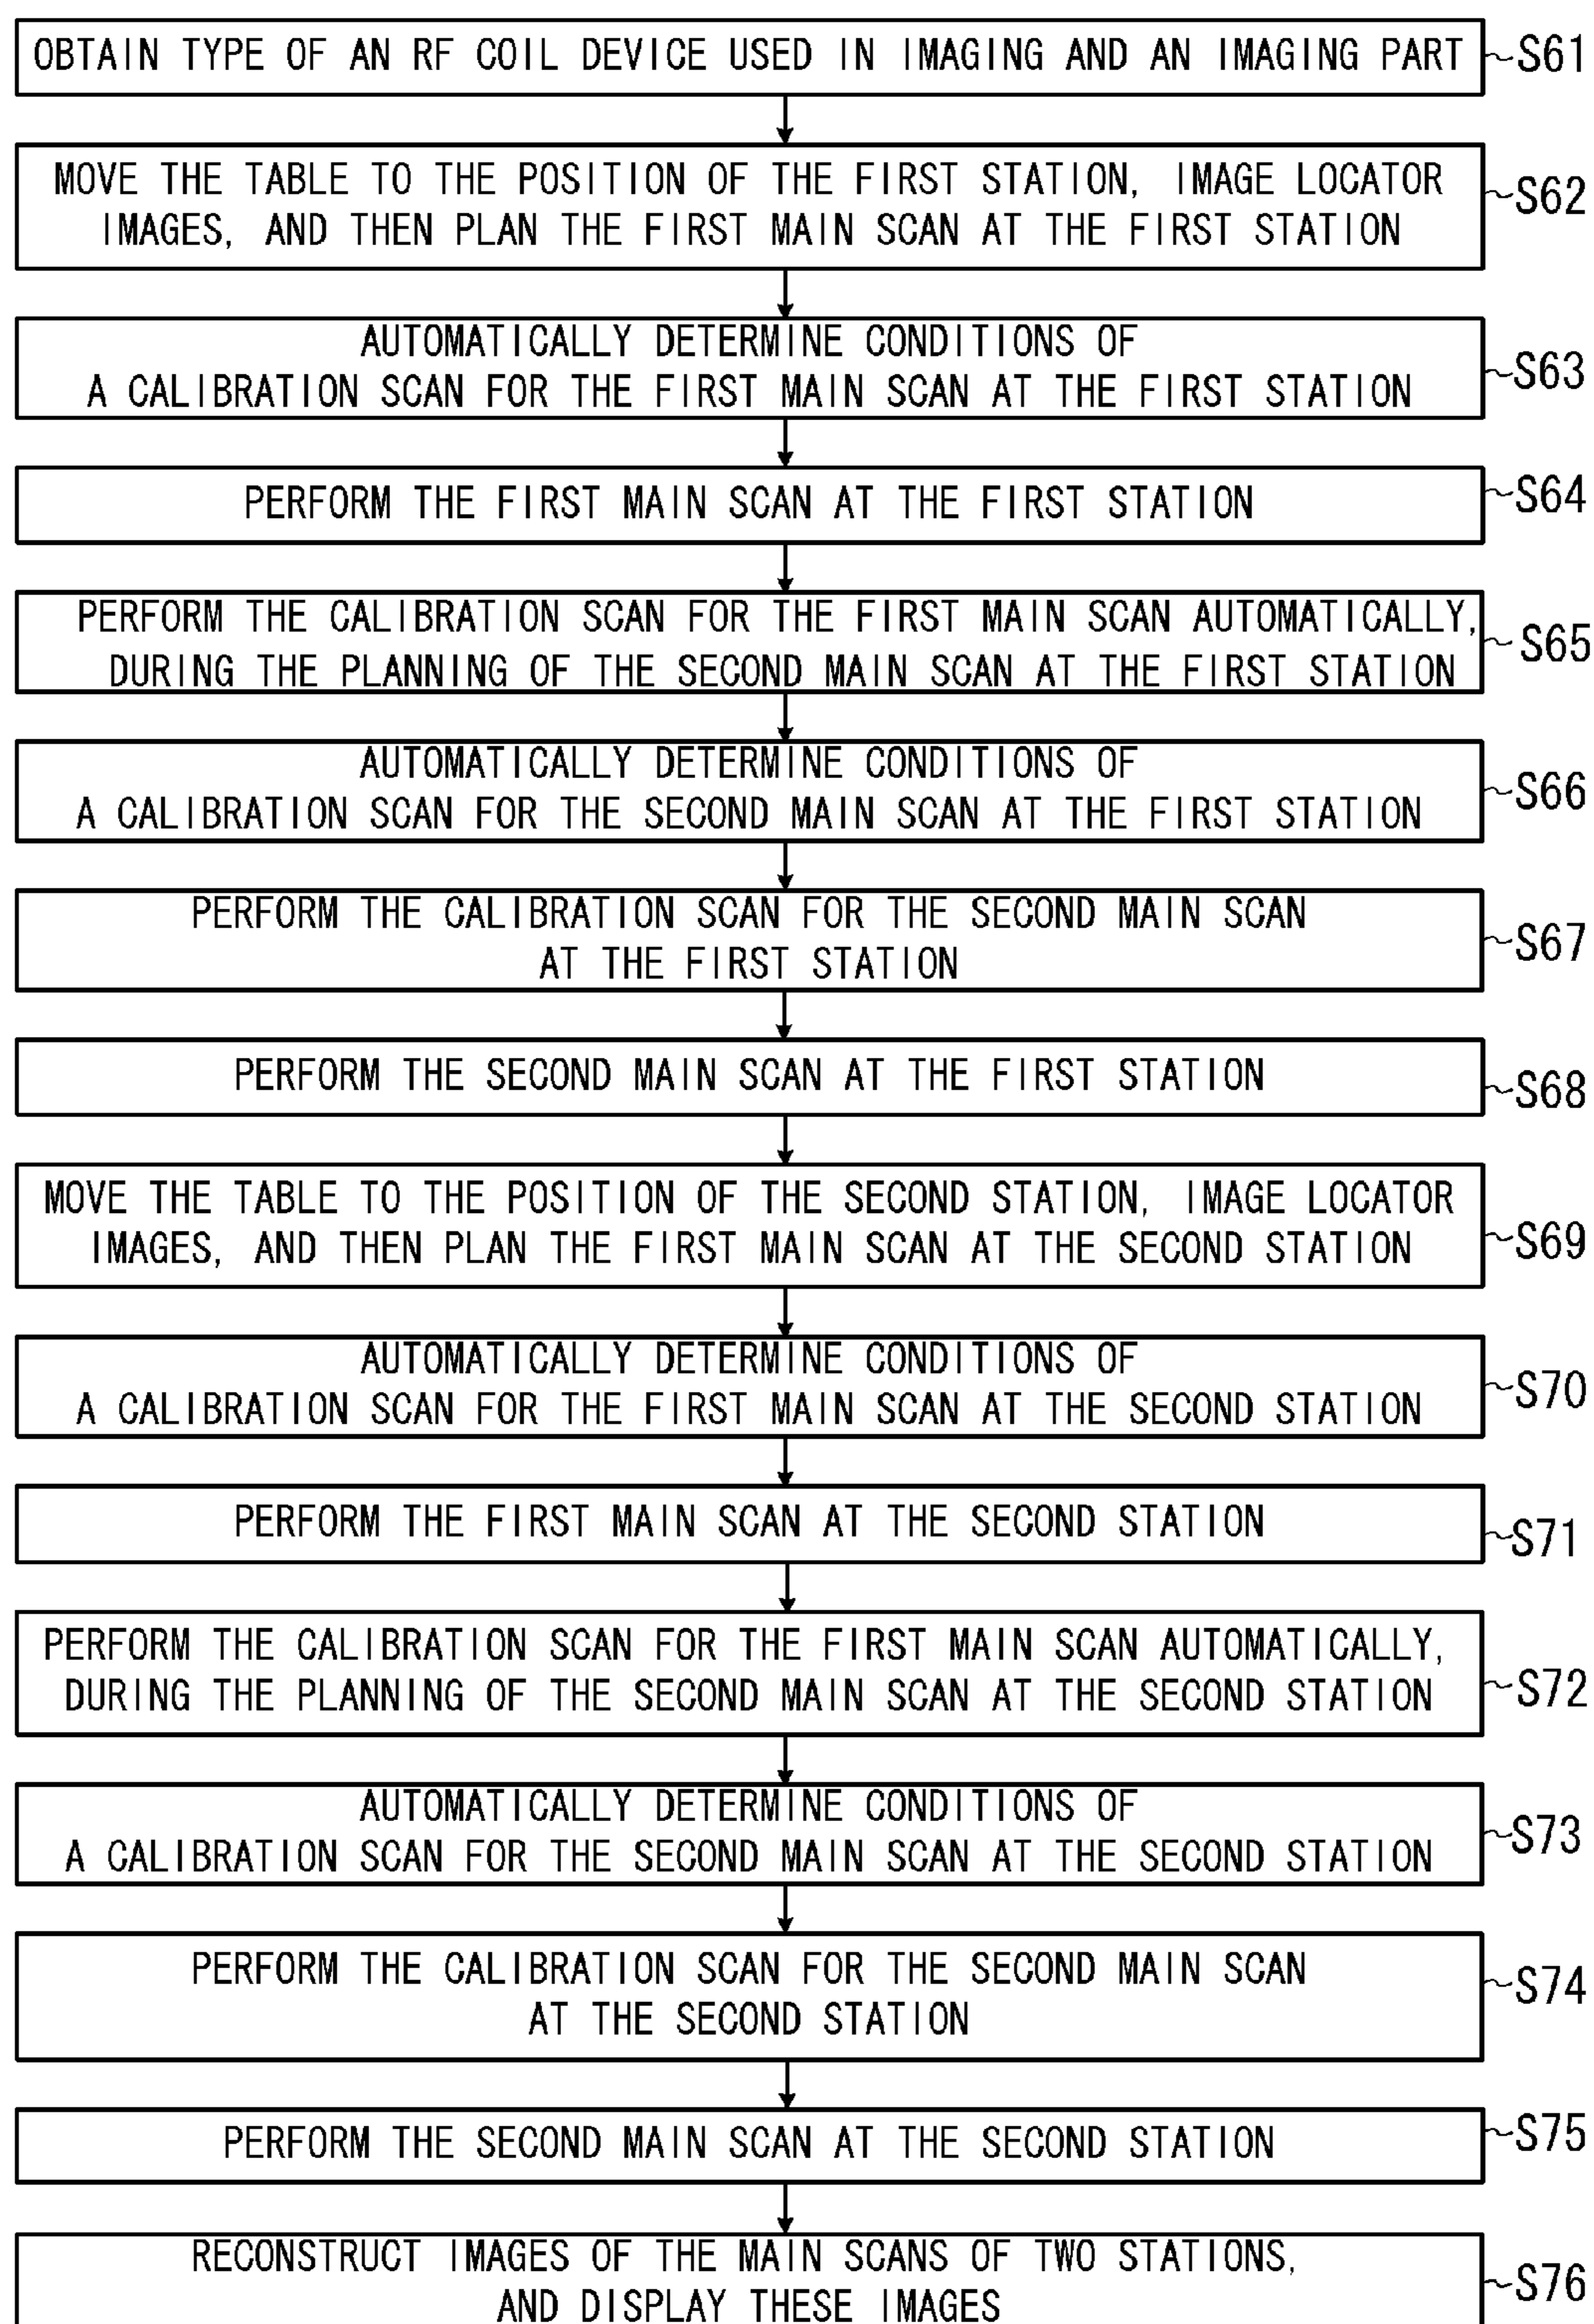 OBTAIN TYPE OF AN RF COIL DEVICE USED IN IMAGING AND AN IMAGING PART
S61
MOVE THE TABLE TO THE POSITION OF THE FIRST STATION, IMAGE LOCATOR
IMAGES, AND THEN PLAN THE FIRST MAIN SCAN AT THE FIRST STATION
S62
AUTOMATICALLY DETERMINE CONDITIONS OF
A CALIBRATION SCAN FOR THE FIRST MAIN SCAN AT THE FIRST STATION
S63
PERFORM THE FIRST MAIN SCAN AT THE FIRST STATION
S64
PERFORM THE CALIBRATION SCAN FOR THE FIRST MAIN SCAN AUTOMATICALLY,
DURING THE PLANNING OF THE SECOND MAIN SCAN AT THE FIRST STATION
S65
AUTOMATICALLY DETERMINE CONDITIONS OF
A CALIBRATION SCAN FOR THE SECOND MAIN SCAN AT THE FIRST STATION
S66
PERFORM THE CALIBRATION SCAN FOR THE SECOND MAIN SCAN
AT THE FIRST STATION
S67
PERFORM THE SECOND MAIN SCAN AT THE FIRST STATION
S68
MOVE THE TABLE TO THE POSITION OF THE SECOND STATION, IMAGE LOCATOR
IMAGES, AND THEN PLAN THE FIRST MAIN SCAN AT THE SECOND STATION
S69
AUTOMATICALLY DETERMINE CONDITIONS OF
A CALIBRATION SCAN FOR THE FIRST MAIN SCAN AT THE SECOND STATION
S70
PERFORM THE FIRST MAIN SCAN AT THE SECOND STATION
S71
PERFORM THE CALIBRATION SCAN FOR THE FIRST MAIN SCAN AUTOMATICALLY,
DURING THE PLANNING OF THE SECOND MAIN SCAN AT THE SECOND STATION
S72
AUTOMATICALLY DETERMINE CONDITIONS OF
A CALIBRATION SCAN FOR THE SECOND MAIN SCAN AT THE SECOND STATION
S73
PERFORM THE CALIBRATION SCAN FOR THE SECOND MAIN SCAN
AT THE SECOND STATION
S74
PERFORM THE SECOND MAIN SCAN AT THE SECOND STATION
S75
RECONSTRUCT IMAGES OF THE MAIN SCANS OF TWO STATIONS,
AND DISPLAY THESE IMAGES
S76